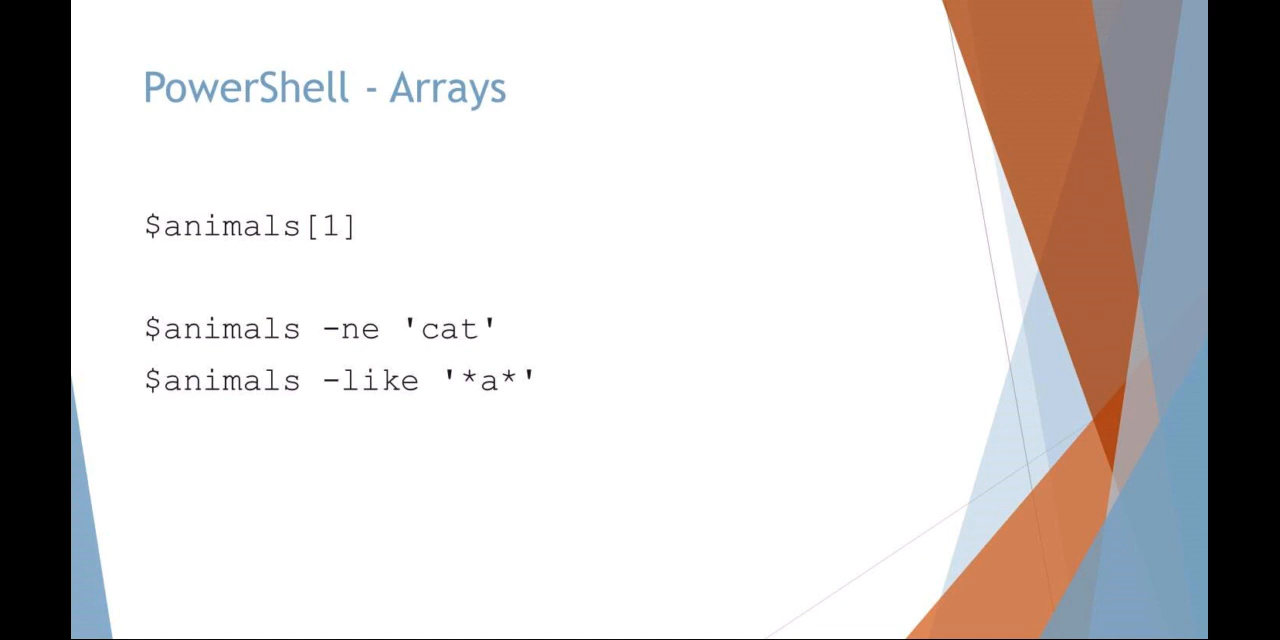 PowerShell - Arrays
$animals[1]
$animals -ne 'cat'
$animals -like '*a*'